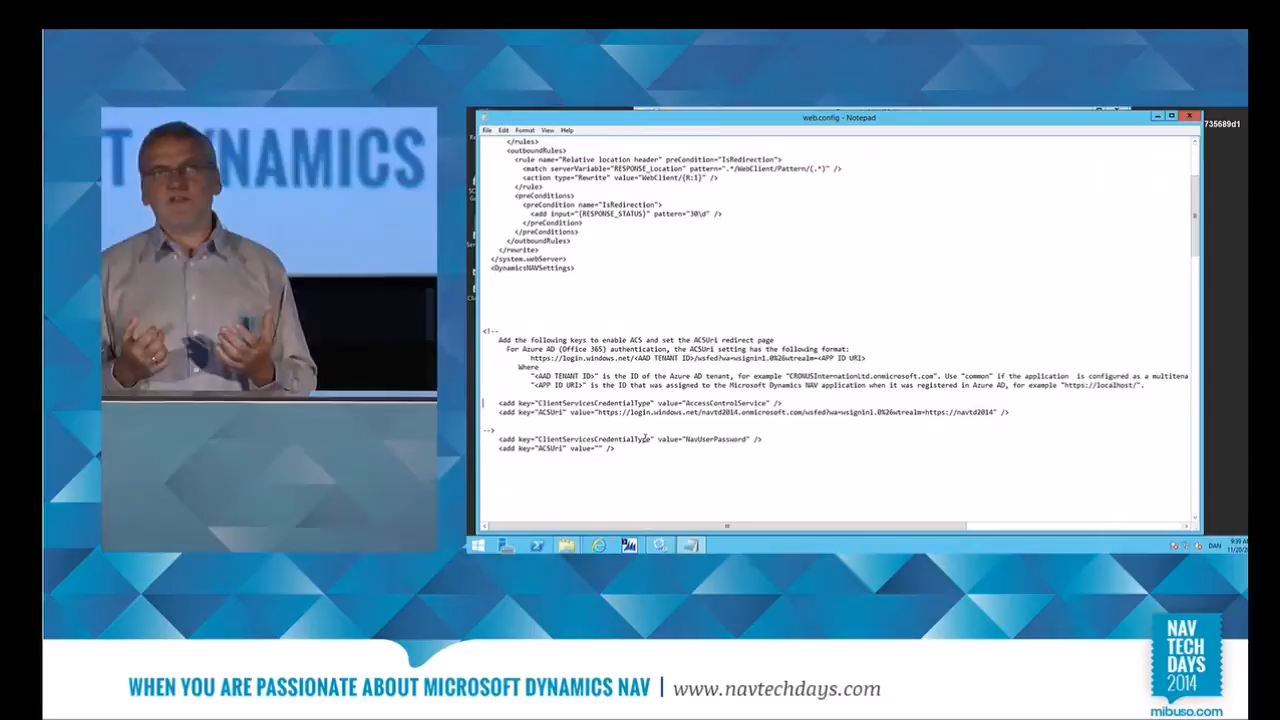 DYNAMICS
web.config - Notepad
735689d1
File Edit Format View Help
</rules>
<outboundRules>
<rule name="Relative location header" preCondition="IsRedirection">
<match serverVariable="RESPONSE_Location" pattern=".*/WebClient/Pattern/(.*)" />
<action type="Rewrite" value="WebClient/{R:1}" />
</rule>
<preConditions>
<preCondition name="IsRedirection">
<add input="{RESPONSE_STATUS}" pattern="30\d" />
</preCondition>
</preConditions>
</outboundRules>
</rewrite>
</system.webServer>
<DynamicsNAVSettings>
<!--
Add the following keys to enable ACS and set the ACSUri redirect page
For Azure AD (Office 365) authentication, the ACSUri setting has the following format:
https://login.windows.net/<AAD TENANT ID>/wsfed?wa=wsignin1.0%26wtrealm=<APP ID URI>
Where
"<AAD TENANT ID>" is the ID of the Azure AD tenant, for example "CRONUSInternationLtd.onmicrosoft.com". Use "common" if the application is configured as a multitena
"<APP ID URI>" is the ID that was assigned to the Microsoft Dynamics NAV application when it was registered in Azure AD, for example "https://localhost/".
<add key="ClientServicesCredentialType" value="AccessControlService" />
<add key="ACSUri" value="https://login.windows.net/navtd2014.onmicrosoft.com/wsfed?wa=wsignin1.0%26wtrealm=https://navtd2014" />
-->
<add key="ClientServicesCredentialType" value="NavUserPassword" />
<add key="ACSUri" value="" />
DAN
9:39 A
11/20/20
WHEN YOU ARE PASSIONATE ABOUT MICROSOFT DYNAMICS NAV | www.navtechdays.com
NAV
TECH
DAYS
2014
mibuso.com